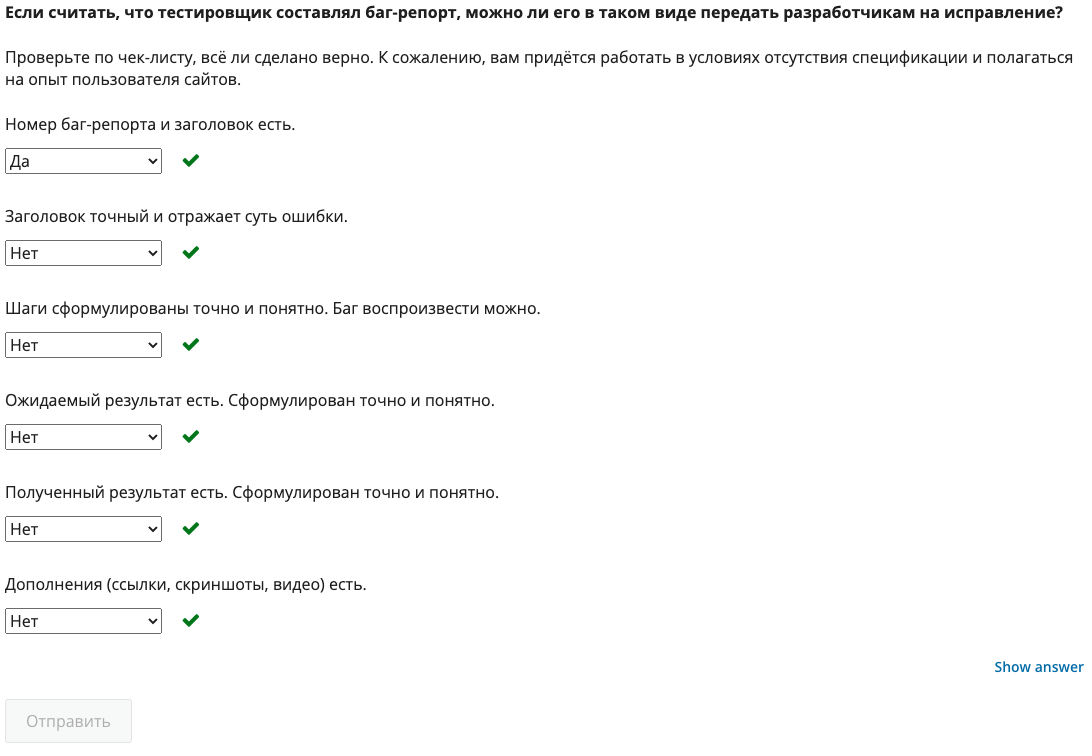 Если считать, что тестировщик составлял баг-репорт, можно ли его в таком виде передать разработчикам на исправление?
Проверьте по чек-листу, всё ли сделано верно. К сожалению, вам придётся работать в условиях отсутствия спецификации и полагаться
на опыт пользователя сайтов.
Номер баг-репорта и заголовок есть.
Да
Заголовок точный и отражает суть ошибки.
Нет
Шаги сформулированы точно и понятно. Баг воспроизвести можно.
Нет
Ожидаемый результат есть. Сформулирован точно и понятно.
Нет
Полученный результат есть. Сформулирован точно и понятно.
Нет
Дополнения (ссылки, скриншоты, видео) есть.
Нет
Show answer
Отправить